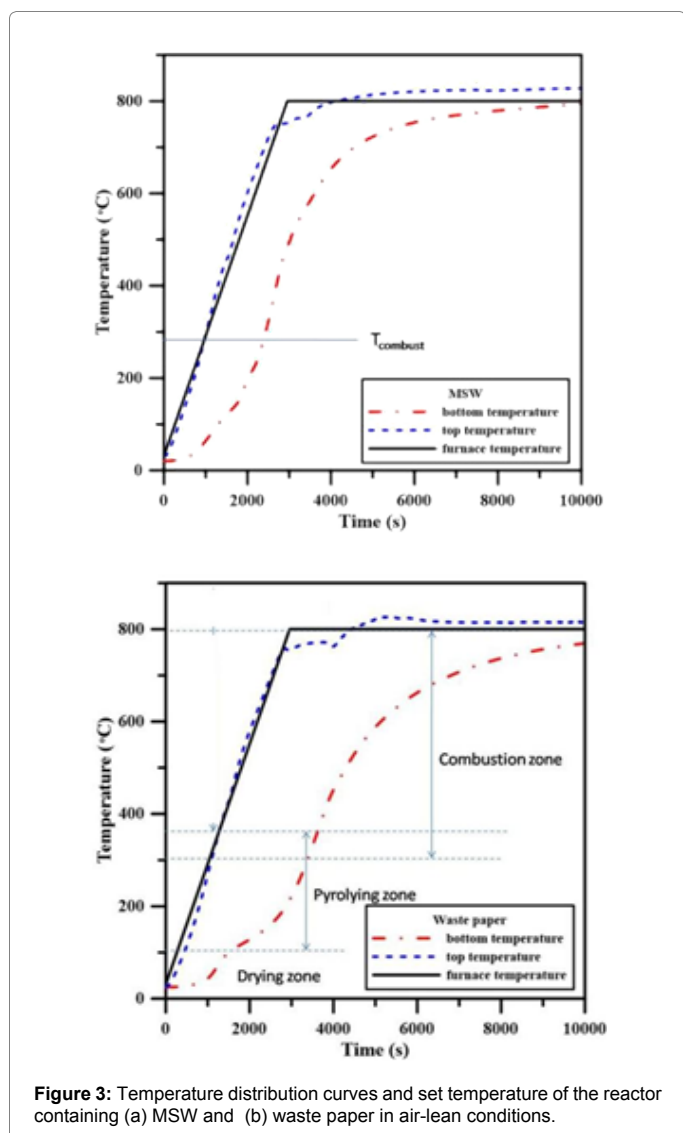 800
600
400
200
0
Temperature (°C)
T combust
MSW
bottom temperature
top temperature
furnace temperature
0 2000 4000 6000 8000 10000
Time (s)
800
600
400
200
0
Temperature (°C)
Combustion zone
Pyrolying zone
Drying zone
Waste paper
bottom temperature
top temperature
furnace temperature
0 2000 4000 6000 8000 10000
Time (s)
Figure 3: Temperature distribution curves and set temperature of the reactor
containing (a) MSW and (b) waste paper in air-lean conditions.